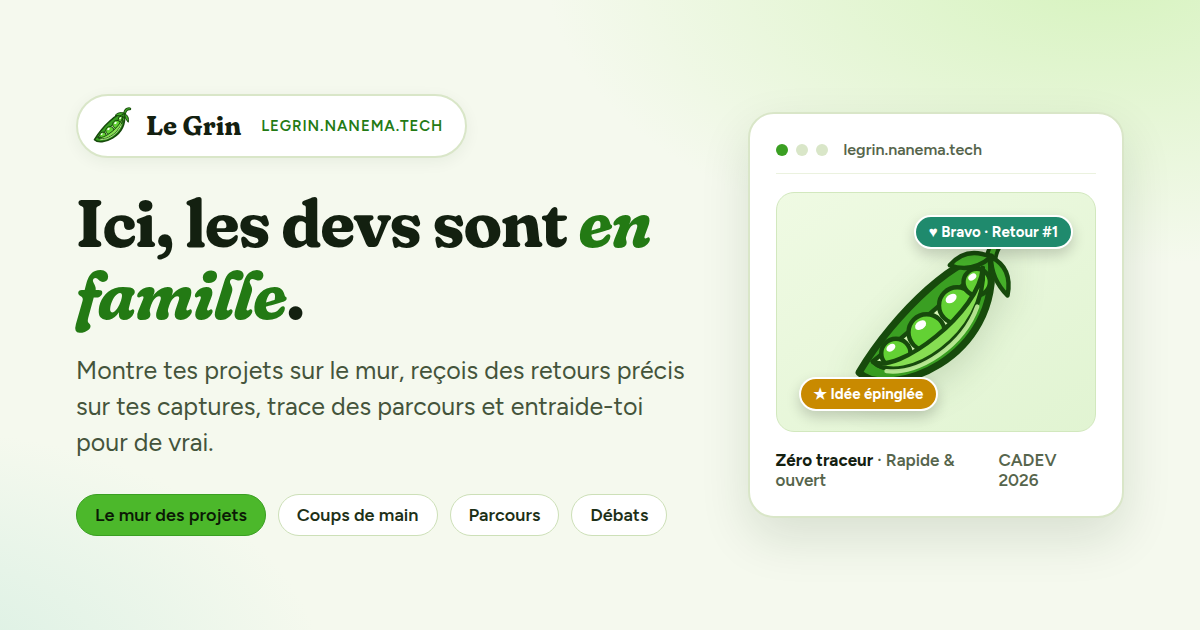 Le Grin LEGRIN.NANEMA.TECH
Ici, les devs sont en
famille.
Montre tes projets sur le mur, reçois des retours précis
sur tes captures, trace des parcours et entraide-toi
pour de vrai.
Le mur des projets
Coups de main
Parcours
Débats
legrin.nanema.tech
♥ Bravo · Retour #1
★ Idée épinglée
Zéro traceur · Rapide &
ouvert
CADEV
2026